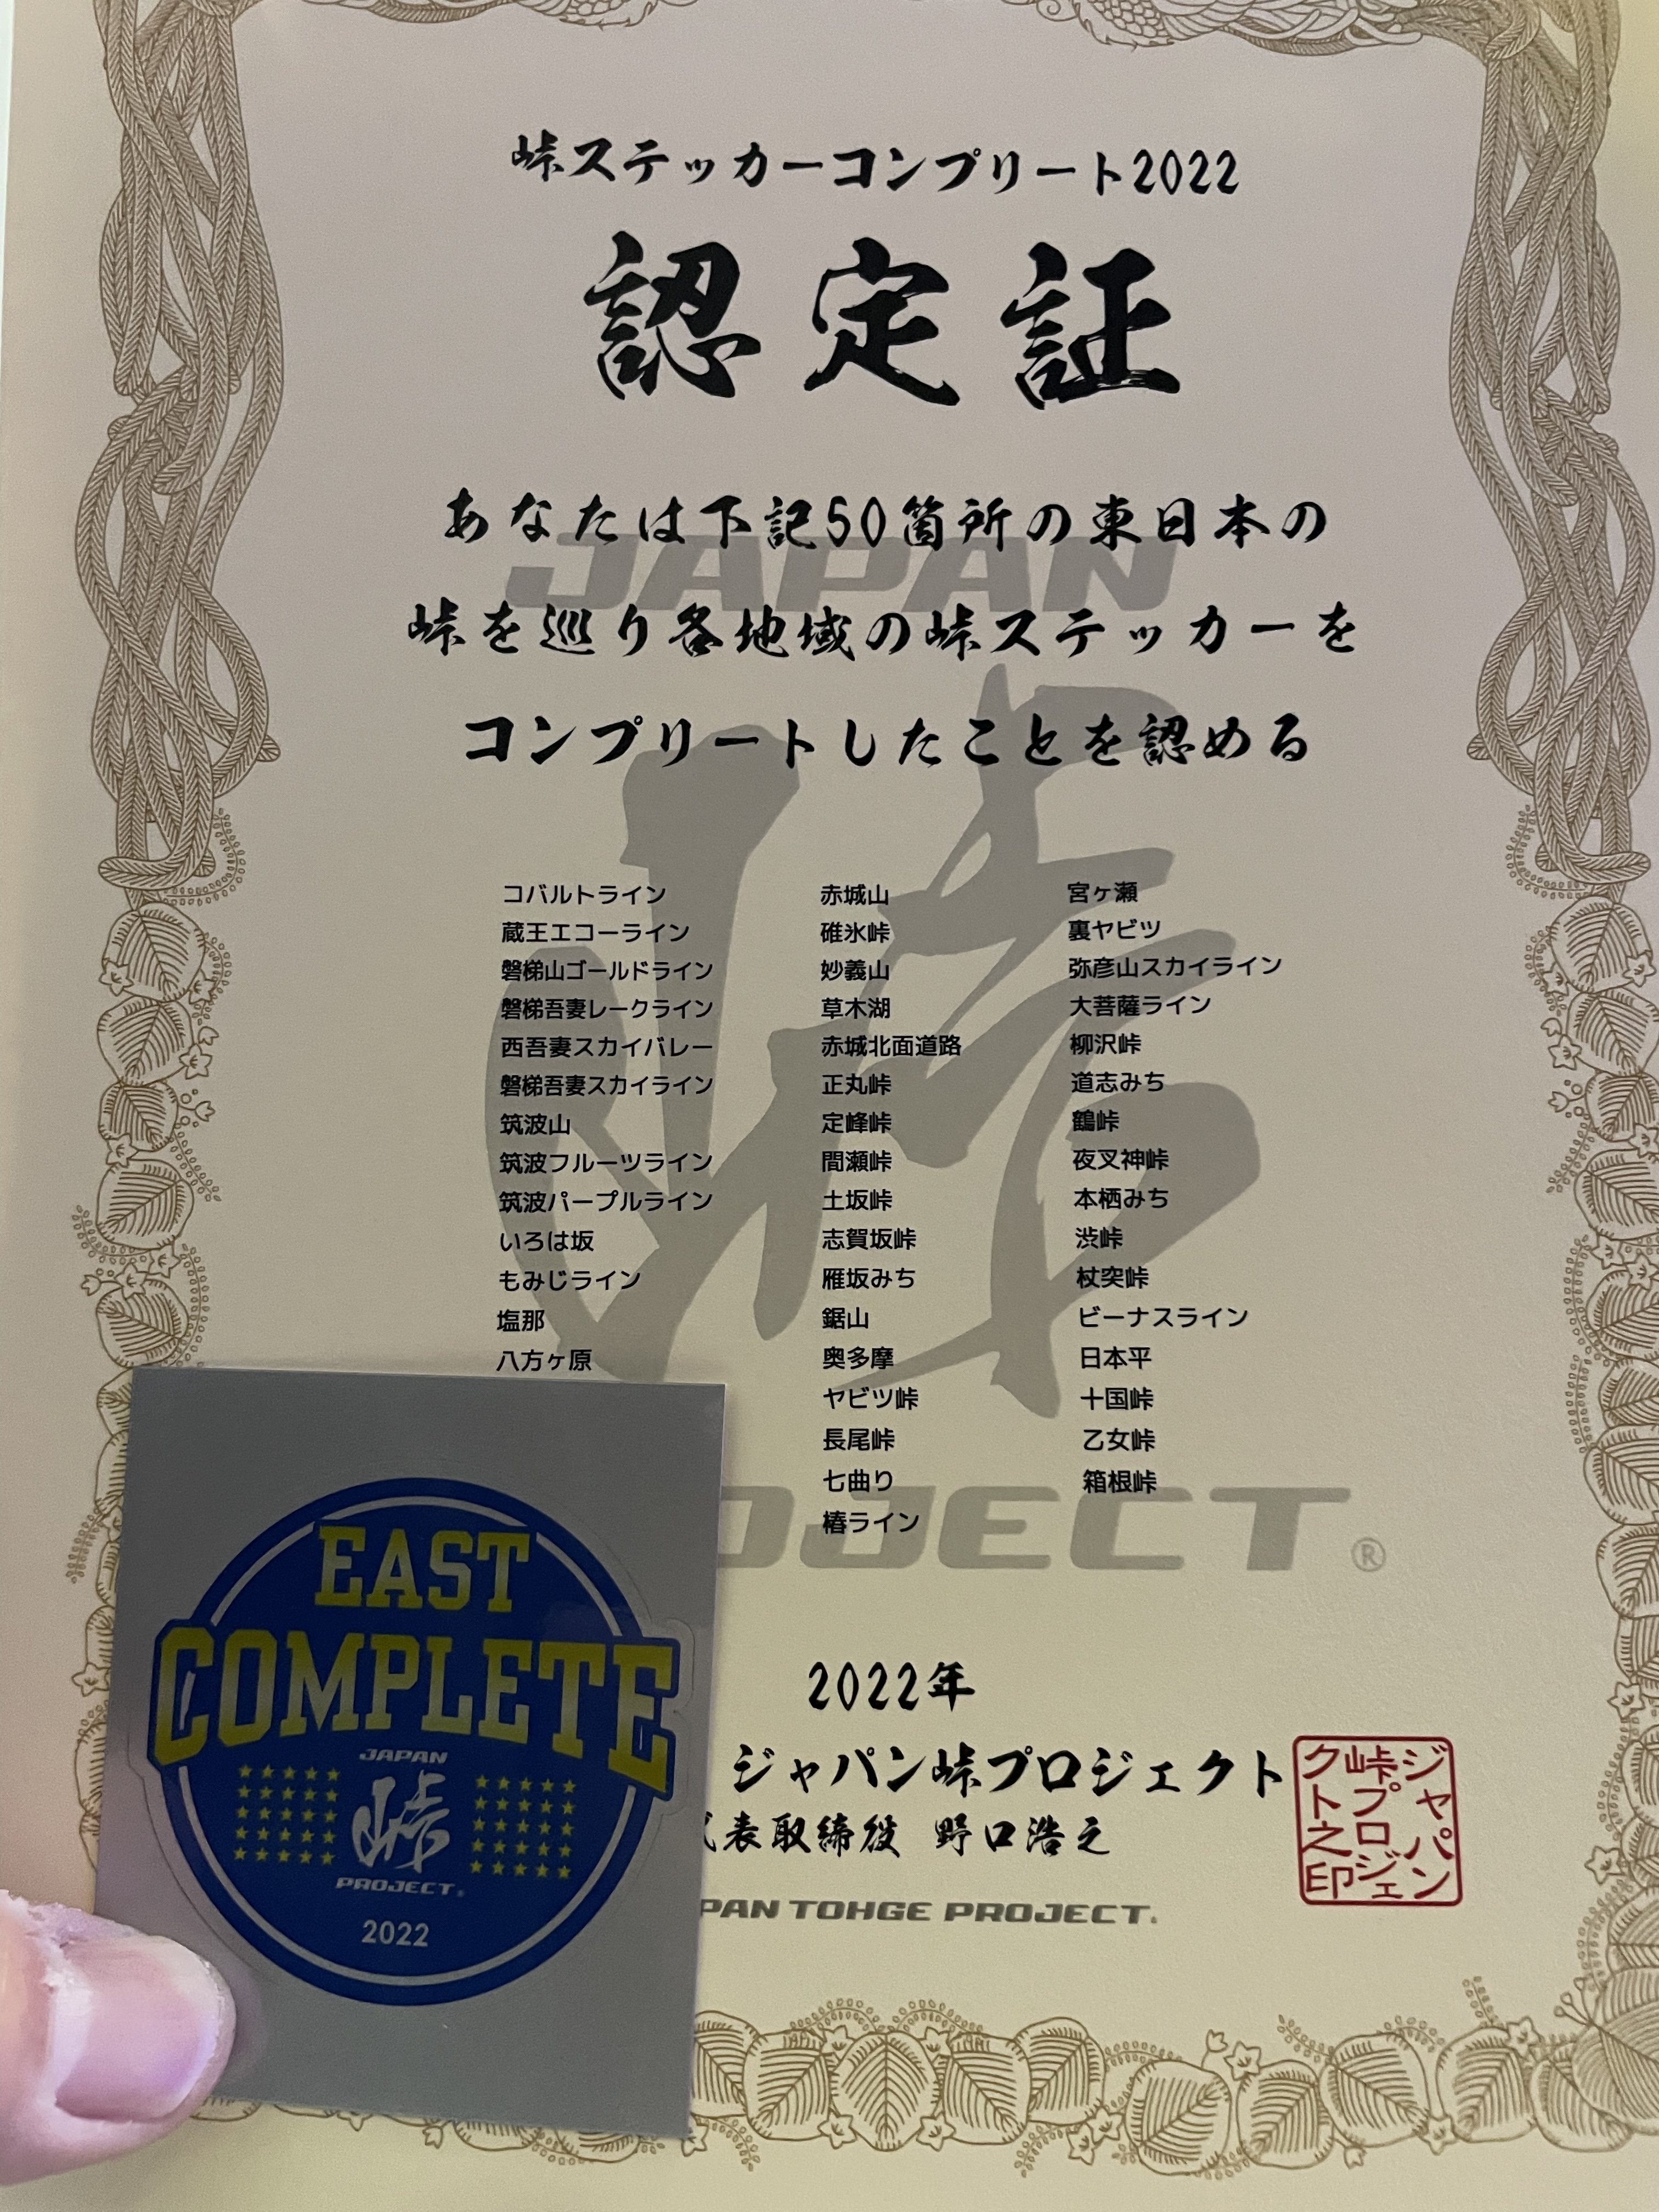 峠ステッカーコンプリート2022
認定証
あなたは下記50箇所の東日本の
峠を巡り各地域の峠ステッカーを
コンプリートしたことを認める
JAPAN
峠
OJECT®
コバルトライン
蔵王エコーライン
磐梯山ゴールドライン
磐梯吾妻レークライン
西吾妻スカイバレー
磐梯吾妻スカイライン
筑波山
筑波フルーツライン
筑波パープルライン
いろは坂
もみじライン
塩那
八方ヶ原
赤城山
碓氷峠
妙義山
草木湖
赤城北面道路
正丸峠
定峰峠
間瀬峠
土坂峠
志賀坂峠
雁坂みち
鋸山
奥多摩
ヤビツ峠
長尾峠
七曲り
椿ライン
宮ヶ瀬
裏ヤビツ
弥彦山スカイライン
大菩薩ライン
柳沢峠
道志みち
鶴峠
夜叉神峠
本栖みち
渋峠
杖突峠
ビーナスライン
日本平
十国峠
乙女峠
箱根峠
2022年
ジャパン峠プロジェクト
代表取締役 野口浩之
PAN TOHGE PROJECT.
ジャパン
峠プロジェ
クト之印
EAST
COMPLETE
JAPAN
峠
PROJECT®
2022